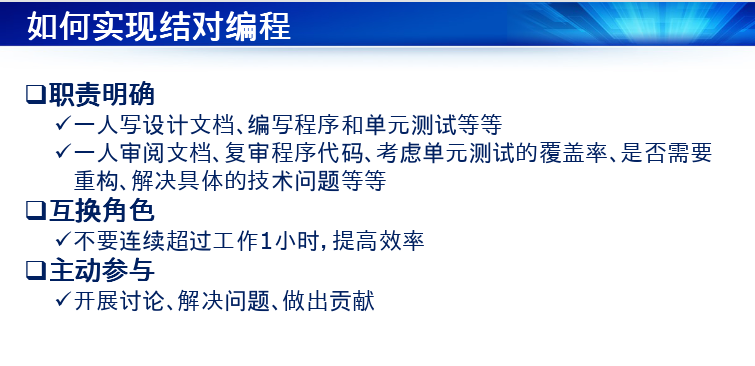 如何实现结对编程
❑职责明确
✓一人写设计文档、编写程序和单元测试等等
✓一人审阅文档、复审程序代码、考虑单元测试的覆盖率、是否需要
重构、解决具体的技术问题等等
❑互换角色
✓不要连续超过工作1小时，提高效率
❑主动参与
✓开展讨论、解决问题、做出贡献